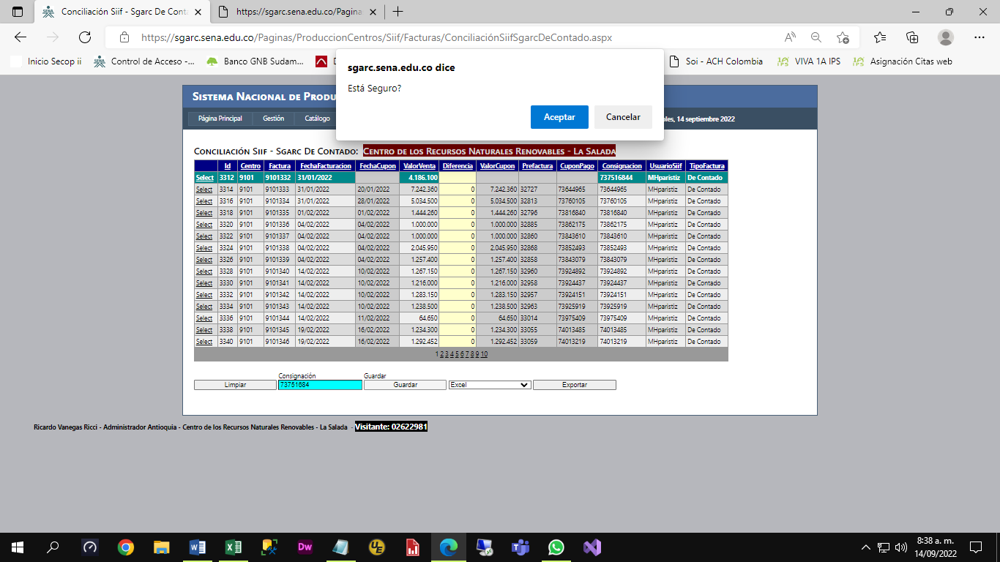 Conciliación Siif - Sgarc De Conta
https://sgarc.sena.edu.co/Pagina
https://sgarc.sena.edu.co/Paginas/ProduccionCentros/Siif/Facturas/ConciliaciónSiifSgarcDeContado.aspx
Inicio Secop ii
Control de Acceso -...
Banco GNB Sudam...
Soi - ACH Colombia
VIVA 1A IPS
Asignación Citas web
sgarc.sena.edu.co dice
Está Seguro?
Aceptar Cancelar
Sistema Nacional de Produ
Página Principal Gestión Catálogo les, 14 septiembre 2022
Conciliación Siif - Sgarc De Contado: Centro de los Recursos Naturales Renovables - La Salada
Id Centro Factura FechaFacturacion FechaCupon ValorVenta Diferencia ValorCupon Prefactura CuponPago Consignacion UsuarioSiif TipoFactura
Select 3312 9101 9101332 31/01/2022 4.186.100 737516844 MHparistiz De Contado
Select 3314 9101 9101333 31/01/2022 20/01/2022 7.242.360 0 7.242.360 32727 73644965 73644965 MHparistiz De Contado
Select 3316 9101 9101334 31/01/2022 28/01/2022 5.034.500 0 5.034.500 32813 73760105 73760105 MHparistiz De Contado
Select 3318 9101 9101335 01/02/2022 01/02/2022 1.444.260 0 1.444.260 32796 73816840 73816840 MHparistiz De Contado
Select 3320 9101 9101336 04/02/2022 04/02/2022 1.000.000 0 1.000.000 32885 73862175 73862175 MHparistiz De Contado
Select 3322 9101 9101337 04/02/2022 04/02/2022 1.000.000 0 1.000.000 32860 73843610 73843610 MHparistiz De Contado
Select 3324 9101 9101338 04/02/2022 04/02/2022 2.045.950 0 2.045.950 32868 73852493 73852493 MHparistiz De Contado
Select 3326 9101 9101339 04/02/2022 04/02/2022 1.257.400 0 1.257.400 32858 73843079 73843079 MHparistiz De Contado
Select 3328 9101 9101340 14/02/2022 10/02/2022 1.267.150 0 1.267.150 32960 73924892 73924892 MHparistiz De Contado
Select 3330 9101 9101341 14/02/2022 10/02/2022 1.216.000 0 1.216.000 32958 73924437 73924437 MHparistiz De Contado
Select 3332 9101 9101342 14/02/2022 10/02/2022 1.283.150 0 1.283.150 32957 73924151 73924151 MHparistiz De Contado
Select 3334 9101 9101343 14/02/2022 10/02/2022 1.238.500 0 1.238.500 32963 73925919 73925919 MHparistiz De Contado
Select 3336 9101 9101344 14/02/2022 11/02/2022 64.650 0 64.650 33014 73975409 73975409 MHparistiz De Contado
Select 3338 9101 9101345 19/02/2022 16/02/2022 1.234.300 0 1.234.300 33055 74013485 74013485 MHparistiz De Contado
Select 3340 9101 9101346 19/02/2022 16/02/2022 1.292.452 0 1.292.452 33059 74013219 74013219 MHparistiz De Contado
1 2 3 4 5 6 7 8 9 10
Consignación Guardar
Limpiar 73751684 Guardar Excel Exportar
Ricardo Vanegas Ricci - Administrador Antioquia - Centro de los Recursos Naturales Renovables - La Salada - Visitante: 02622981
Dw
UE
8:38 a. m.
14/09/2022